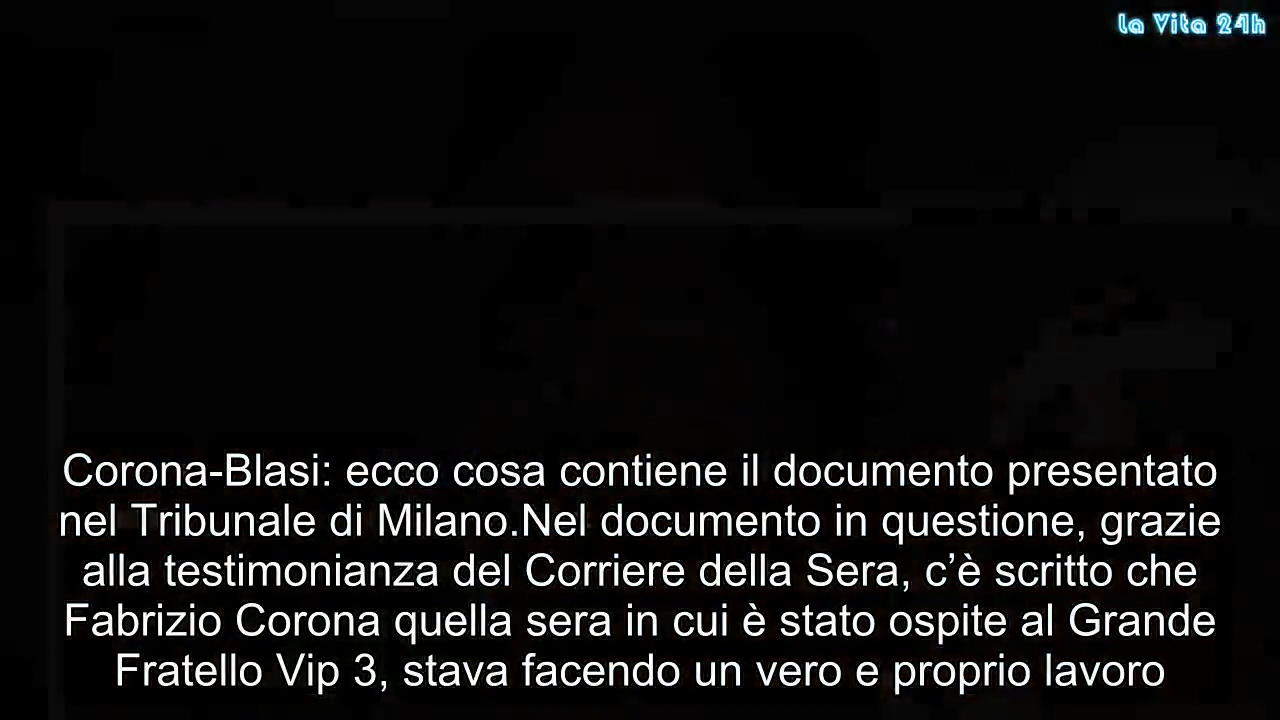 La Vita 24h
Corona-Blasi: ecco cosa contiene il documento presentato
nel Tribunale di Milano.Nel documento in questione, grazie
alla testimonianza del Corriere della Sera, c’è scritto che
Fabrizio Corona quella sera in cui è stato ospite al Grande
Fratello Vip 3, stava facendo un vero e proprio lavoro